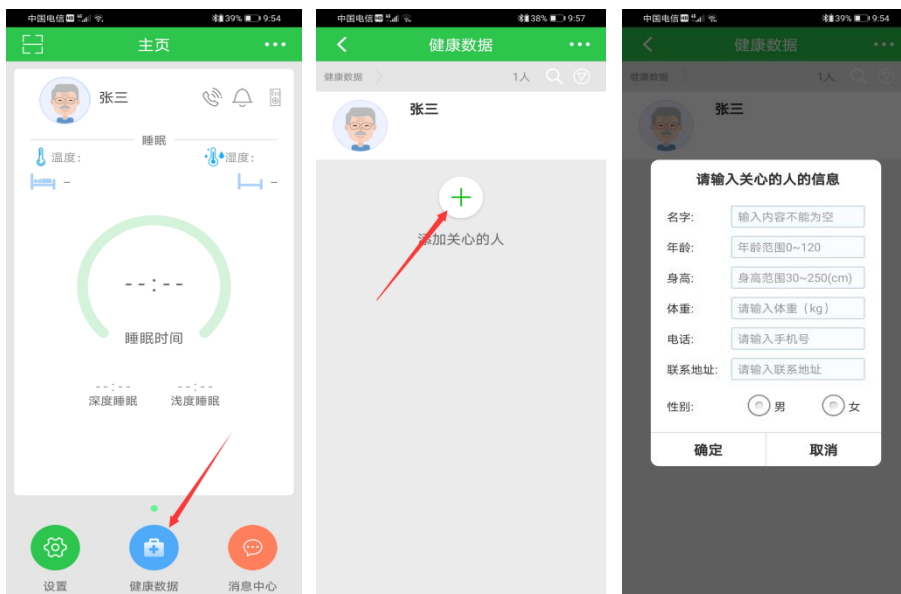 中国电信 HD 4G 39% 9:54
主页
张三
睡眠
温度:
湿度:
–
–
--:--
睡眠时间
--:-- --:--
深度睡眠 浅度睡眠
设置 健康数据 消息中心
中国电信 HD 4G 38% 9:57
健康数据
健康数据 1人
张三
添加关心的人
中国电信 HD 4G 39% 9:54
健康数据
健康数据 1人
张三
请输入关心的人的信息
名字: 输入内容不能为空
年龄: 年龄范围0~120
身高: 身高范围30~250(cm)
体重: 请输入体重（kg）
电话: 请输入手机号
联系地址: 请输入联系地址
性别: 男 女
确定 取消